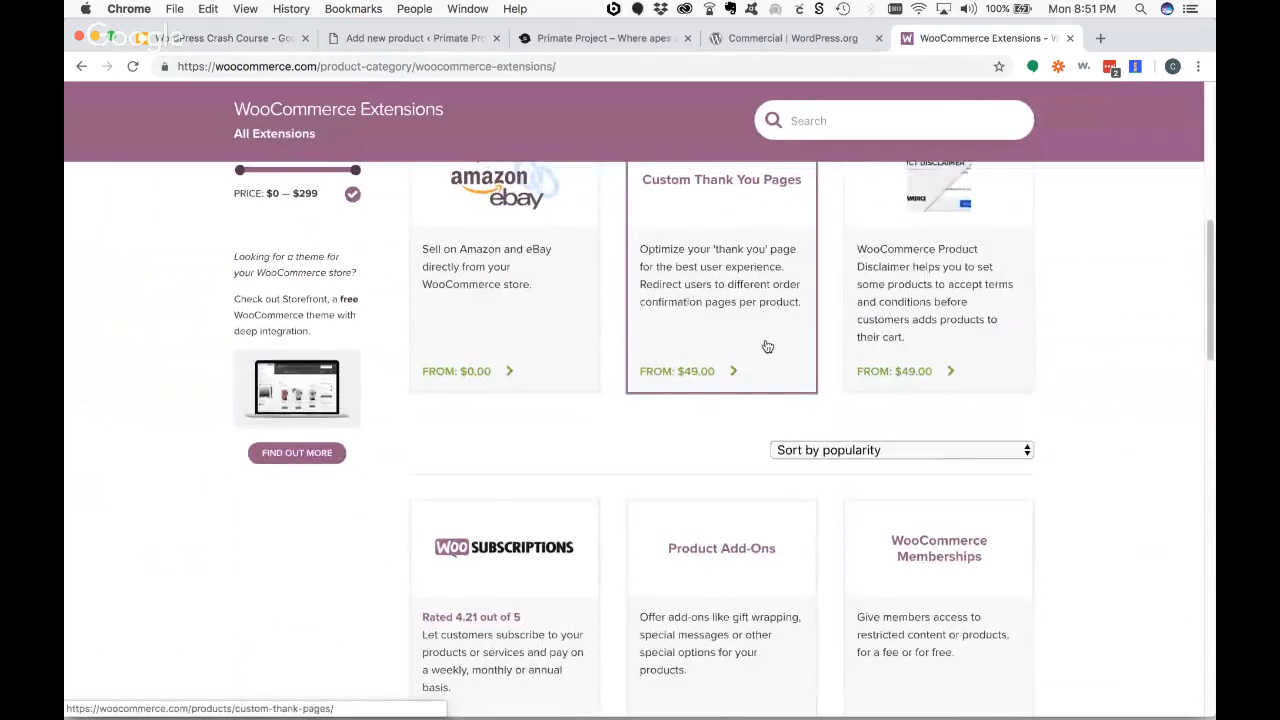 Chrome File Edit View History Bookmarks People Window Help 100% Mon 8:51 PM
Google
WordPress Crash Course - Go
Add new product ‹ Primate Pr
Primate Project – Where apes
Commercial | WordPress.org
WooCommerce Extensions - W
https://woocommerce.com/product-category/woocommerce-extensions/
w.
2
C
WooCommerce Extensions
All Extensions
Search
PRICE: $0 — $299
Looking for a theme for
your WooCommerce store?
Check out Storefront, a free
WooCommerce theme with
deep integration.
FIND OUT MORE
amazon
ebay
Sell on Amazon and eBay
directly from your
WooCommerce store.
FROM: $0.00
Custom Thank You Pages
Optimize your 'thank you' page
for the best user experience.
Redirect users to different order
confirmation pages per product.
FROM: $49.00
CT DISCLAIMER
MERCE
WooCommerce Product
Disclaimer helps you to set
some products to accept terms
and conditions before
customers adds products to
their cart.
FROM: $49.00
Sort by popularity
WOO SUBSCRIPTIONS
Rated 4.21 out of 5
Let customers subscribe to your
products or services and pay on
a weekly, monthly or annual
basis.
Product Add-Ons
Offer add-ons like gift wrapping,
special messages or other
special options for your
products.
WooCommerce
Memberships
Give members access to
restricted content or products,
for a fee or for free.
https://woocommerce.com/products/custom-thank-pages/